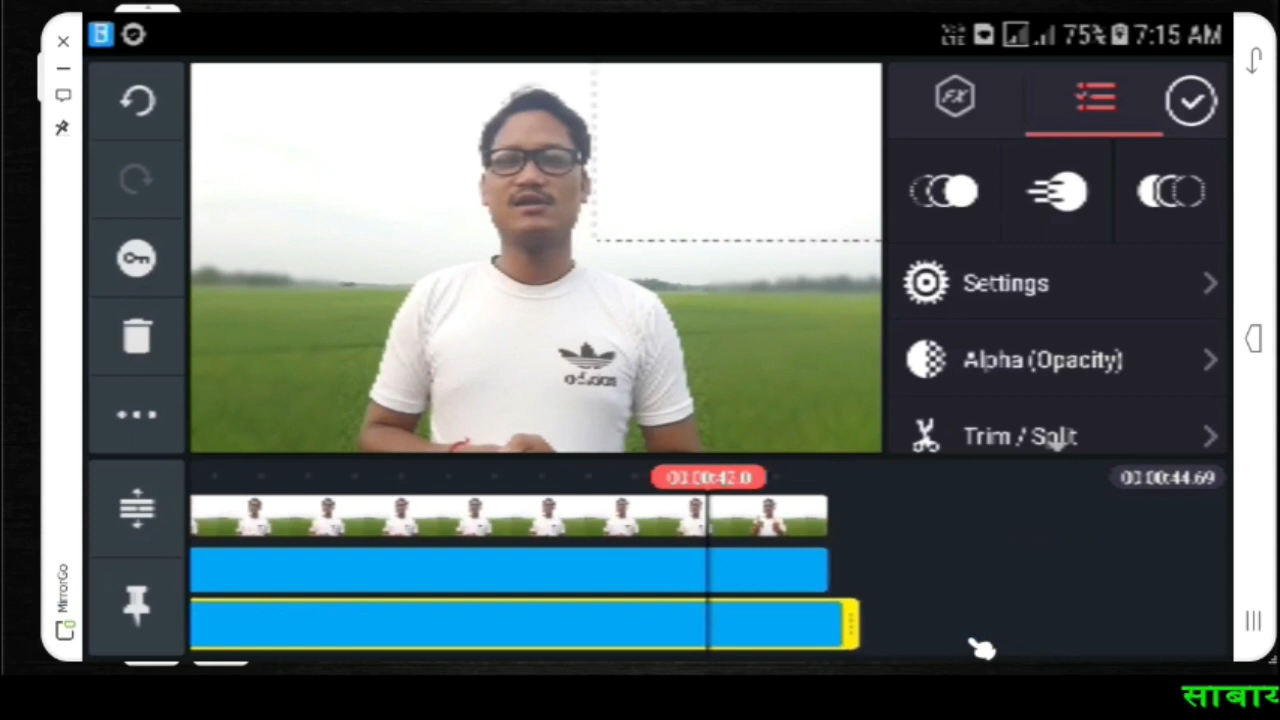 75% 7:15 AM
FX
Settings
Alpha (Opacity)
Trim / Split
adidas
00:00:42.0
00:00:44.69
MirrorGo
साबाय